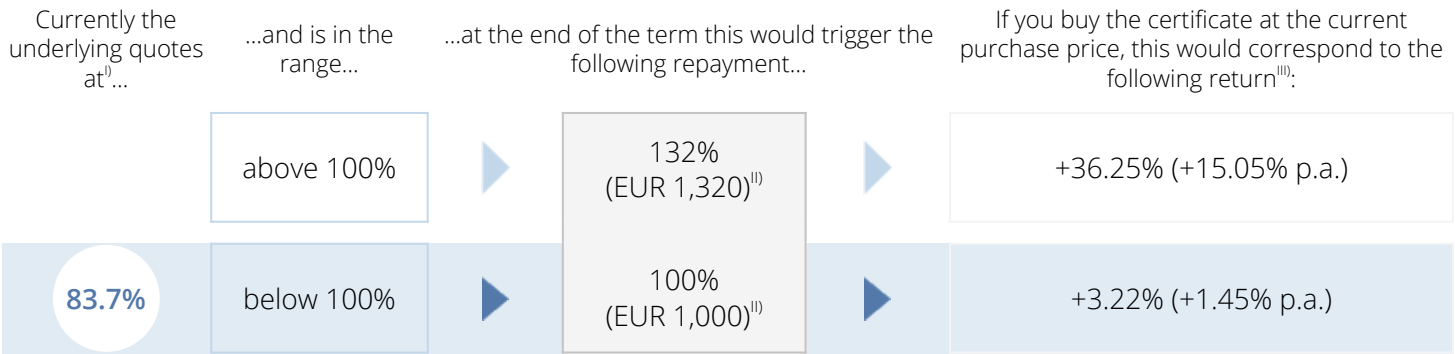 Currently the
underlying quotes
at^I)...
...and is in the
range...
...at the end of the term this would trigger the
following repayment...
If you buy the certificate at the current
purchase price, this would correspond to the
following return^III):
above 100%
132%
(EUR 1,320)^II)
+36.25% (+15.05% p.a.)
83.7%
below 100%
100%
(EUR 1,000)^II)
+3.22% (+1.45% p.a.)